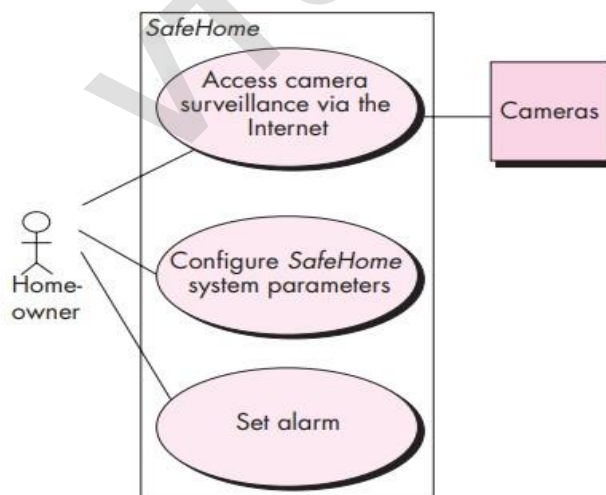 SafeHome
Access camera
surveillance via the
Internet
Cameras
Configure SafeHome
system parameters
Home-
owner
Set alarm